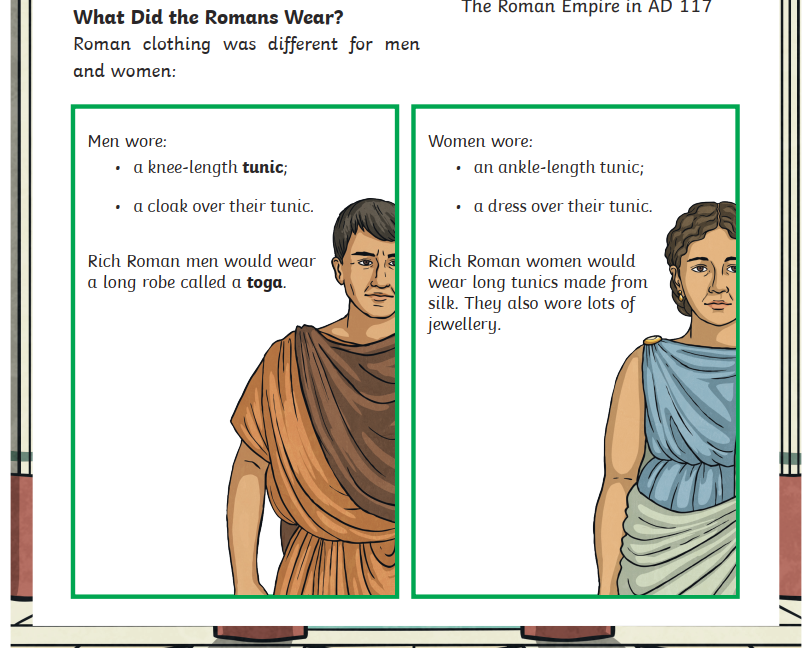 The Roman Empire in AD 117
What Did the Romans Wear?
Roman clothing was different for men
and women:
Men wore:
• a knee-length tunic;
• a cloak over their tunic.
Rich Roman men would wear
a long robe called a toga.
Women wore:
• an ankle-length tunic;
• a dress over their tunic.
Rich Roman women would
wear long tunics made from
silk. They also wore lots of
jewellery.